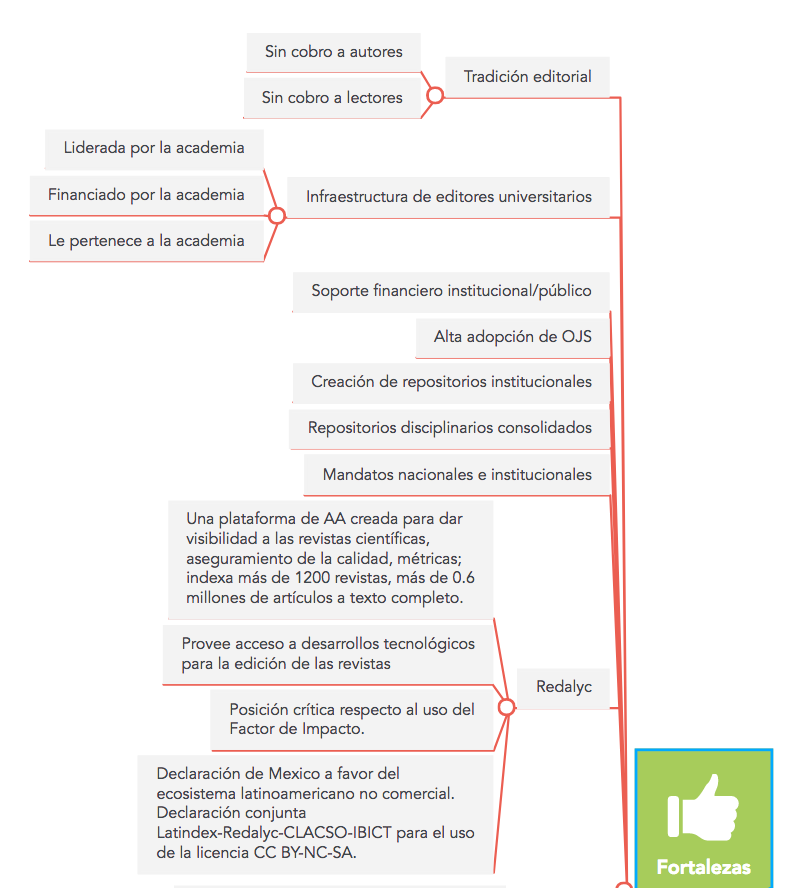 Sin cobro a autores
Sin cobro a lectores
Tradición editorial
Liderada por la academia
Financiado por la academia
Le pertenece a la academia
Infraestructura de editores universitarios
Soporte financiero institucional/público
Alta adopción de OJS
Creación de repositorios institucionales
Repositorios disciplinarios consolidados
Mandatos nacionales e institucionales
Una plataforma de AA creada para dar
visibilidad a las revistas científicas,
aseguramiento de la calidad, métricas;
indexa más de 1200 revistas, más de 0.6
millones de artículos a texto completo.
Provee acceso a desarrollos tecnológicos
para la edición de las revistas
Posición crítica respecto al uso del
Factor de Impacto.
Declaración de Mexico a favor del
ecosistema latinoamericano no comercial.
Declaración conjunta
Latindex-Redalyc-CLACSO-IBICT para el uso
de la licencia CC BY-NC-SA.
Redalyc
Fortalezas